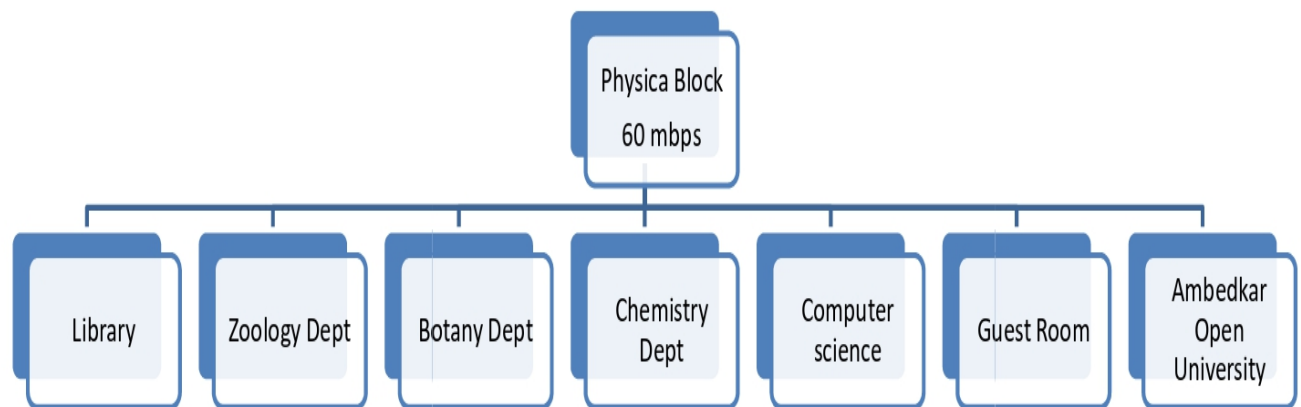 Physica Block
60 mbps
Library
Zoology Dept
Botany Dept
Chemistry
Dept
Computer
science
Guest Room
Ambedkar
Open
University